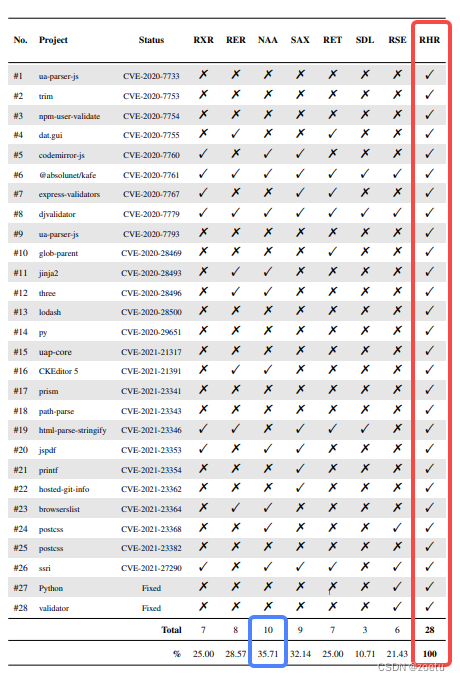 No. Project Status RXR RER NAA SAX RET SDL RSE RHR
#1 ua-parser-js CVE-2020-7733 ✗ ✗ ✗ ✗ ✗ ✗ ✗ ✓
#2 trim CVE-2020-7753 ✗ ✗ ✗ ✗ ✗ ✗ ✗ ✓
#3 npm-user-validate CVE-2020-7754 ✗ ✗ ✗ ✗ ✗ ✗ ✗ ✓
#4 dat.gui CVE-2020-7755 ✗ ✓ ✗ ✗ ✓ ✗ ✗ ✓
#5 codemirror-js CVE-2020-7760 ✓ ✗ ✓ ✓ ✗ ✗ ✗ ✓
#6 @absolunet/kafe CVE-2020-7761 ✓ ✓ ✓ ✓ ✓ ✓ ✓ ✓
#7 express-validators CVE-2020-7767 ✓ ✗ ✗ ✓ ✓ ✗ ✗ ✓
#8 djvalidator CVE-2020-7779 ✓ ✓ ✓ ✓ ✓ ✓ ✓ ✓
#9 ua-parser-js CVE-2020-7793 ✗ ✗ ✗ ✗ ✗ ✗ ✗ ✓
#10 glob-parent CVE-2020-28469 ✗ ✗ ✗ ✗ ✓ ✗ ✗ ✓
#11 jinja2 CVE-2020-28493 ✗ ✓ ✓ ✗ ✗ ✗ ✗ ✓
#12 three CVE-2020-28496 ✗ ✓ ✓ ✗ ✗ ✗ ✗ ✓
#13 lodash CVE-2020-28500 ✗ ✗ ✗ ✗ ✗ ✗ ✗ ✓
#14 py CVE-2020-29651 ✗ ✗ ✗ ✗ ✗ ✗ ✗ ✓
#15 uap-core CVE-2021-21317 ✗ ✗ ✗ ✗ ✗ ✗ ✗ ✓
#16 CKEditor 5 CVE-2021-21391 ✗ ✓ ✓ ✗ ✗ ✗ ✗ ✓
#17 prism CVE-2021-23341 ✗ ✗ ✗ ✗ ✗ ✗ ✗ ✓
#18 path-parse CVE-2021-23343 ✗ ✗ ✗ ✗ ✗ ✗ ✗ ✓
#19 html-parse-stringify CVE-2021-23346 ✓ ✓ ✗ ✓ ✓ ✓ ✗ ✓
#20 jspdf CVE-2021-23353 ✓ ✗ ✓ ✓ ✗ ✗ ✗ ✓
#21 printf CVE-2021-23354 ✗ ✗ ✗ ✓ ✗ ✗ ✗ ✓
#22 hosted-git-info CVE-2021-23362 ✗ ✗ ✗ ✓ ✗ ✗ ✗ ✓
#23 browserslist CVE-2021-23364 ✗ ✓ ✓ ✗ ✗ ✗ ✗ ✓
#24 postcss CVE-2021-23368 ✗ ✗ ✓ ✗ ✗ ✗ ✓ ✓
#25 postcss CVE-2021-23382 ✗ ✗ ✗ ✗ ✗ ✗ ✗ ✓
#26 ssri CVE-2021-27290 ✓ ✗ ✓ ✓ ✓ ✗ ✓ ✓
#27 Python Fixed ✗ ✗ ✗ ✗ ✗ ✗ ✓ ✓
#28 validator Fixed ✗ ✗ ✗ ✗ ✗ ✗ ✓ ✓
Total 7 8 10 9 7 3 6 28
% 25.00 28.57 35.71 32.14 25.00 10.71 21.43 100